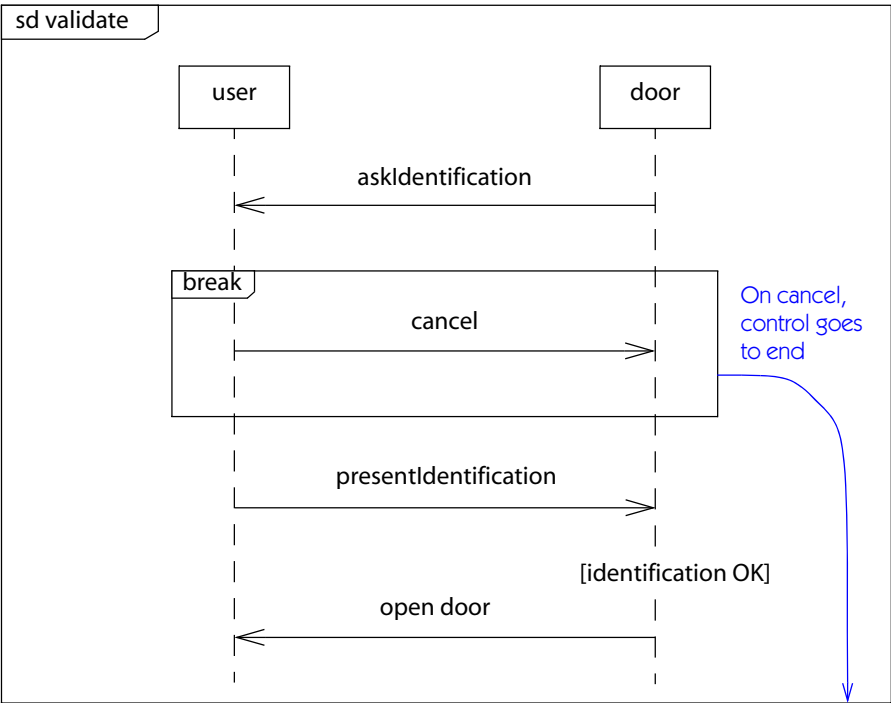 sd validate
user
door
askIdentification
break
cancel
On cancel,
control goes
to end
presentIdentification
[identification OK]
open door